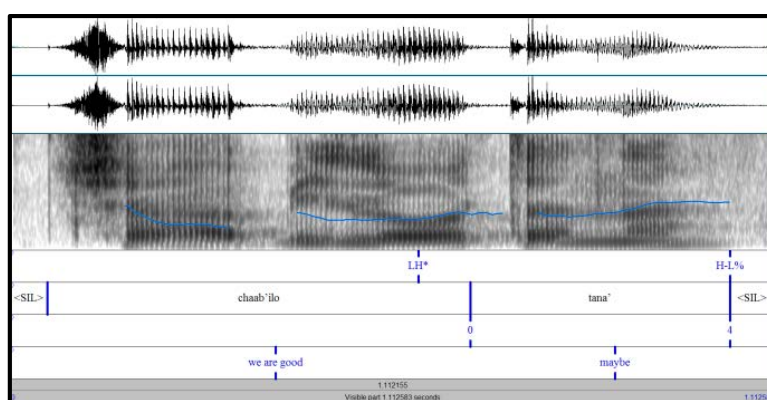 LH* H-L%
<SIL> chaab'ilo tana' <SIL>
0 4
we are good maybe
1.112155
Visible part 1.112583 seconds